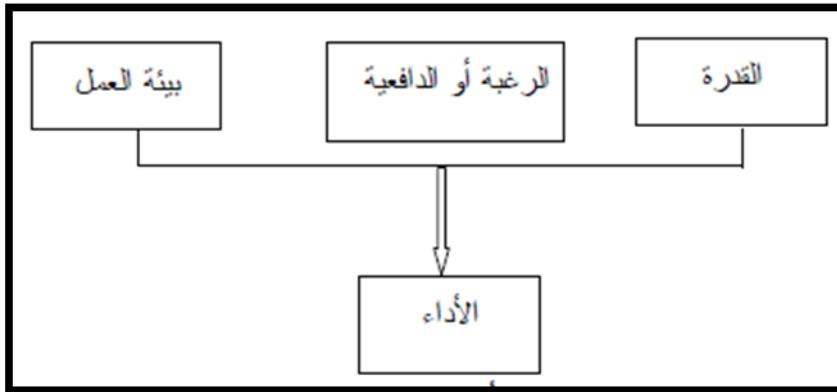 القدرة
الرغبة أو الدافعية
بيئة العمل
الأداء